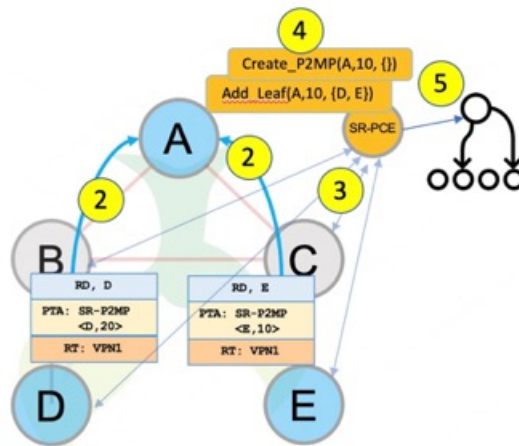 4
Create_P2MP(A,10, {})
Add_Leaf(A,10, {D, E})
5
SR-PCE
A
2
2
3
B
C
RD, D
PTA: SR-P2MP
<D,20>
RT: VPN1
RD, E
PTA: SR-P2MP
<E,10>
RT: VPN1
D
E